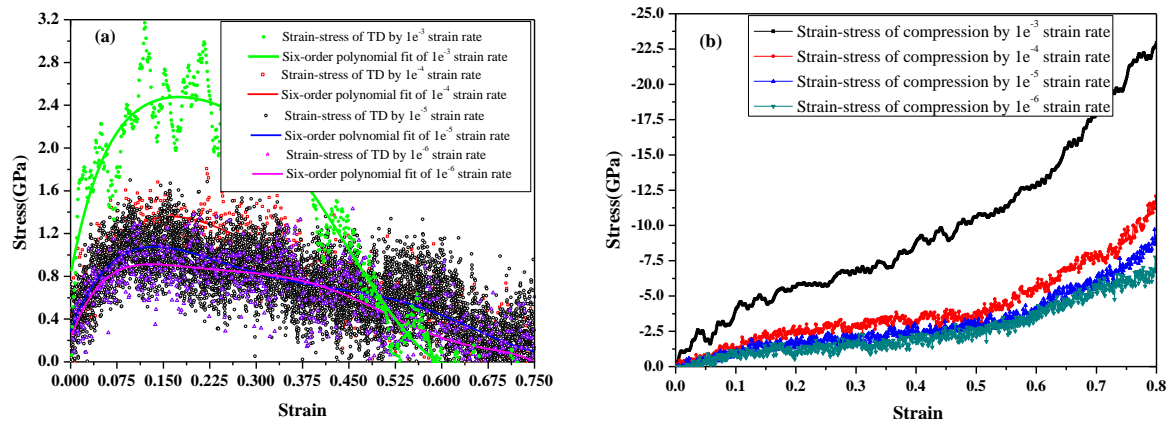 (a)
Strain-stress of TD by 1e-3 strain rate
Six-order polynomial fit of 1e-3 strain rate
Strain-stress of TD by 1e-4 strain rate
Six-order polynomial fit of 1e-4 strain rate
Strain-stress of TD by 1e-5 strain rate
Six-order polynomial fit of 1e-5 strain rate
Strain-stress of TD by 1e-6 strain rate
Six-order polynomial fit of 1e-6 strain rate
3.2
2.8
2.4
2.0
1.6
1.2
0.8
0.4
0.0
Stress(GPa)
0.000 0.075 0.150 0.225 0.300 0.375 0.450 0.525 0.600 0.675 0.750
Strain
(b)
Strain-stress of compression by 1e-3 strain rate
Strain-stress of compression by 1e-4 strain rate
Strain-stress of compression by 1e-5 strain rate
Strain-stress of compression by 1e-6 strain rate
-25.0
-22.5
-20.0
-17.5
-15.0
-12.5
-10.0
-7.5
-5.0
-2.5
0.0
Stress(GPa)
0.0 0.1 0.2 0.3 0.4 0.5 0.6 0.7 0.8
Strain